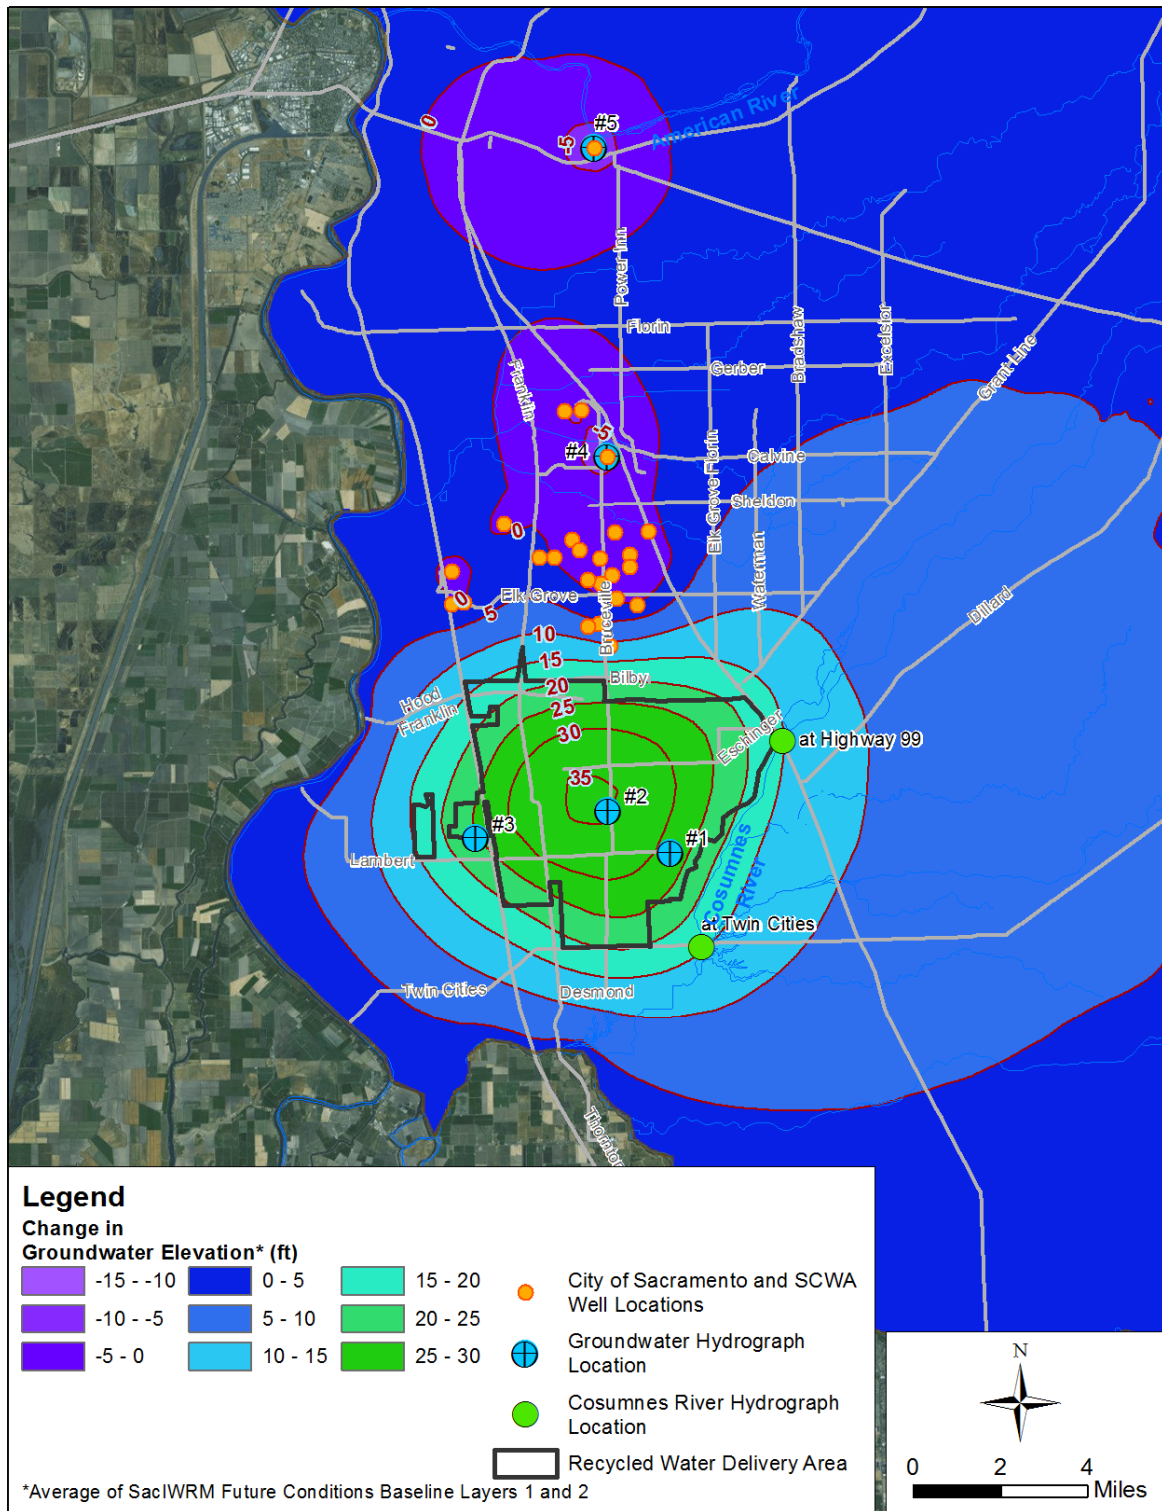 0
#5
-5
American River
Power Inn
Florin
Gerber
Bradshaw
Excelsior
Grant Line
Franklin
-5
#4
Calvine
Sheldon
Elk Grove Florin
Waterman
0
0
5
Elk Grove
Bruceville
Dillard
10
15
20
25
30
35
Bilby
Hood
Franklin
Eschinger
at Highway 99
#2
#3
#1
Lambert
Cosumnes
River
at Twin Cities
Twin Cities
Desmond
Thornton
Legend
Change in
Groundwater Elevation* (ft)
-15 - -10
-10 - -5
-5 - 0
0 - 5
5 - 10
10 - 15
15 - 20
20 - 25
25 - 30
City of Sacramento and SCWA
Well Locations
Groundwater Hydrograph
Location
Cosumnes River Hydrograph
Location
Recycled Water Delivery Area
*Average of SacIWRM Future Conditions Baseline Layers 1 and 2
N
0 2 4
Miles